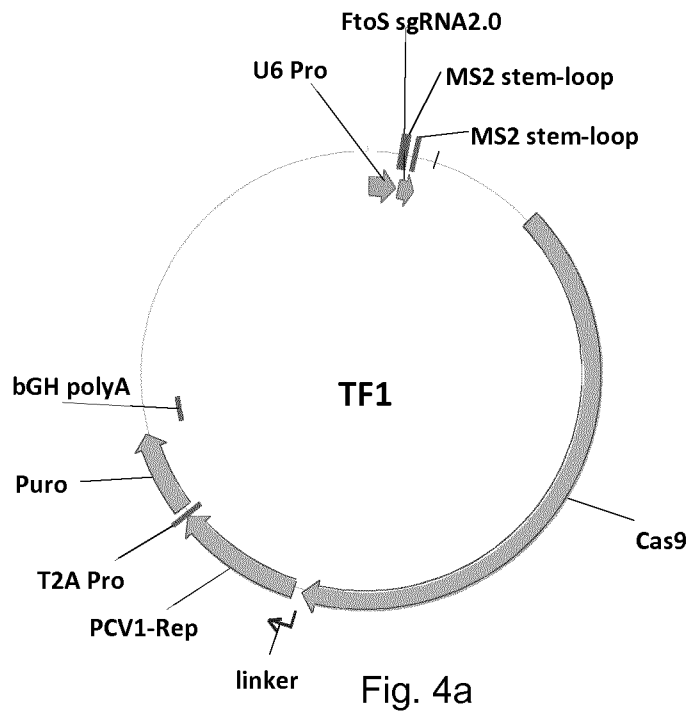 FtoS sgRNA2.0
U6 Pro
MS2 stem-loop
MS2 stem-loop
bGH polyA
TF1
Puro
Cas9
T2A Pro
PCV1-Rep
linker
Fig. 4a